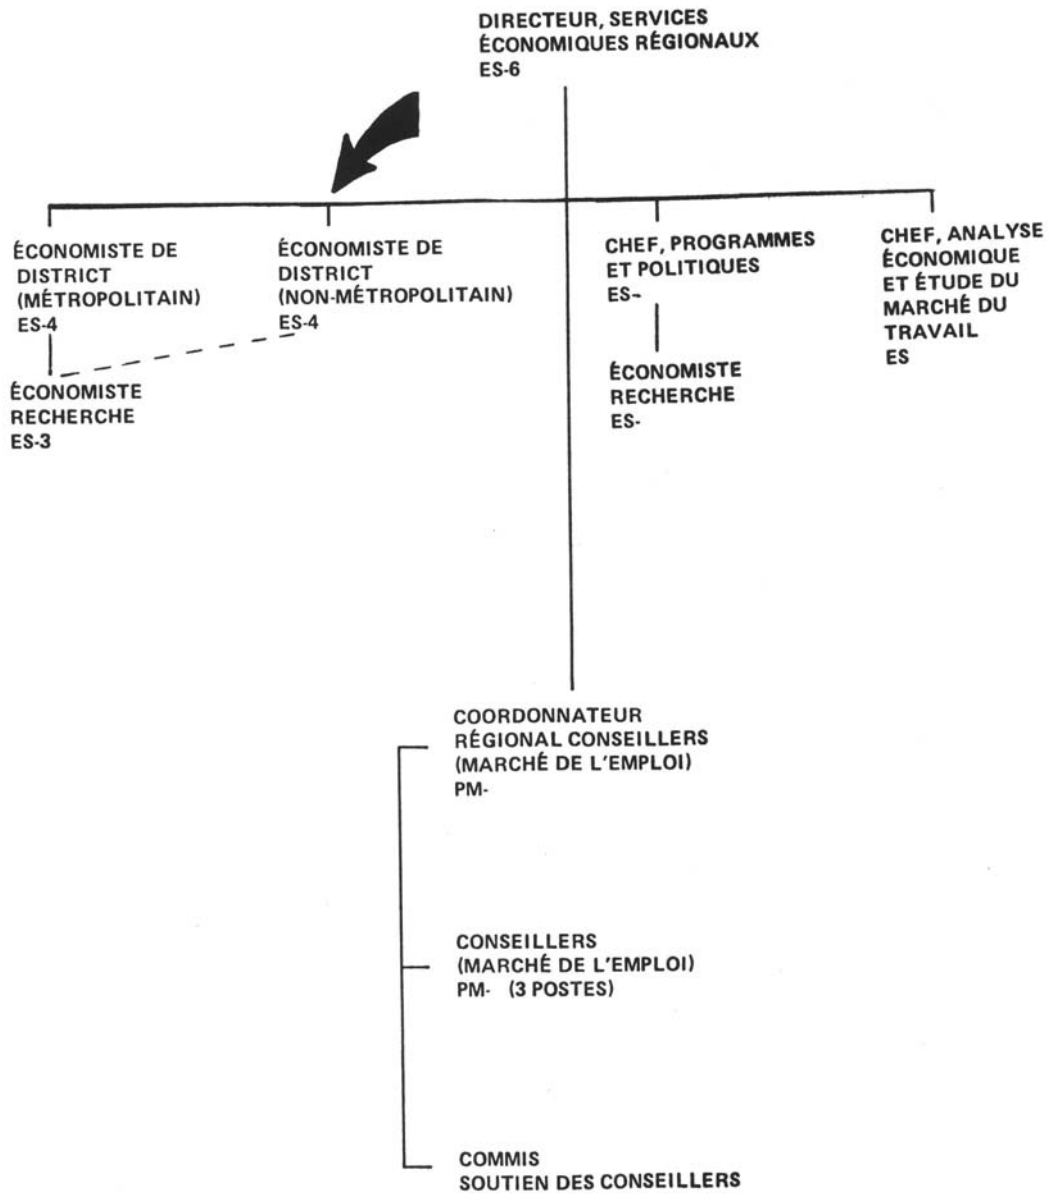 DIRECTEUR, SERVICES
ÉCONOMIQUES RÉGIONAUX
ES-6
ÉCONOMISTE DE
DISTRICT
(MÉTROPOLITAIN)
ES-4
ÉCONOMISTE
RECHERCHE
ES-3
ÉCONOMISTE DE
DISTRICT
(NON-MÉTROPOLITAIN)
ES-4
CHEF, PROGRAMMES
ET POLITIQUES
ES-
ÉCONOMISTE
RECHERCHE
ES-
CHEF, ANALYSE
ÉCONOMIQUE
ET ÉTUDE DU
MARCHÉ DU
TRAVAIL
ES
COORDONNATEUR
RÉGIONAL CONSEILLERS
(MARCHÉ DE L'EMPLOI)
PM-
CONSEILLERS
(MARCHÉ DE L'EMPLOI)
PM- (3 POSTES)
COMMIS
SOUTIEN DES CONSEILLERS